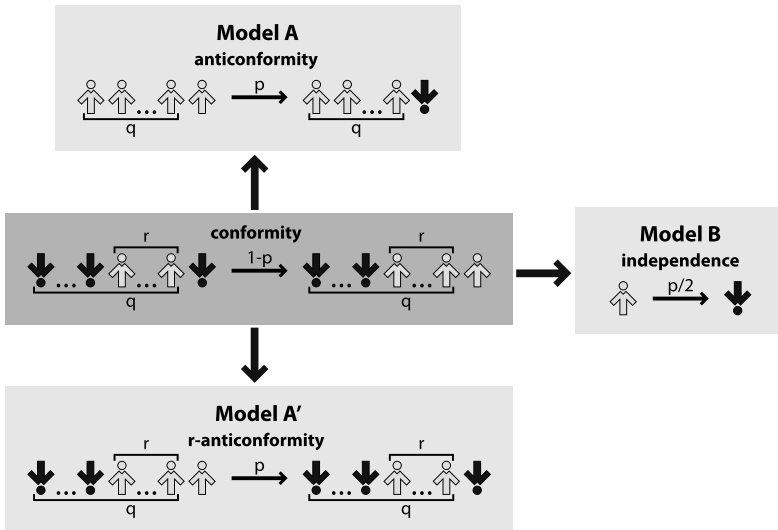 Model A
anticonformity
p
...
...
q
q
conformity
r
r
1-p
...
...
...
...
q
q
Model B
independence
p/2
Model A′
r-anticonformity
r
r
p
...
...
...
...
q
q